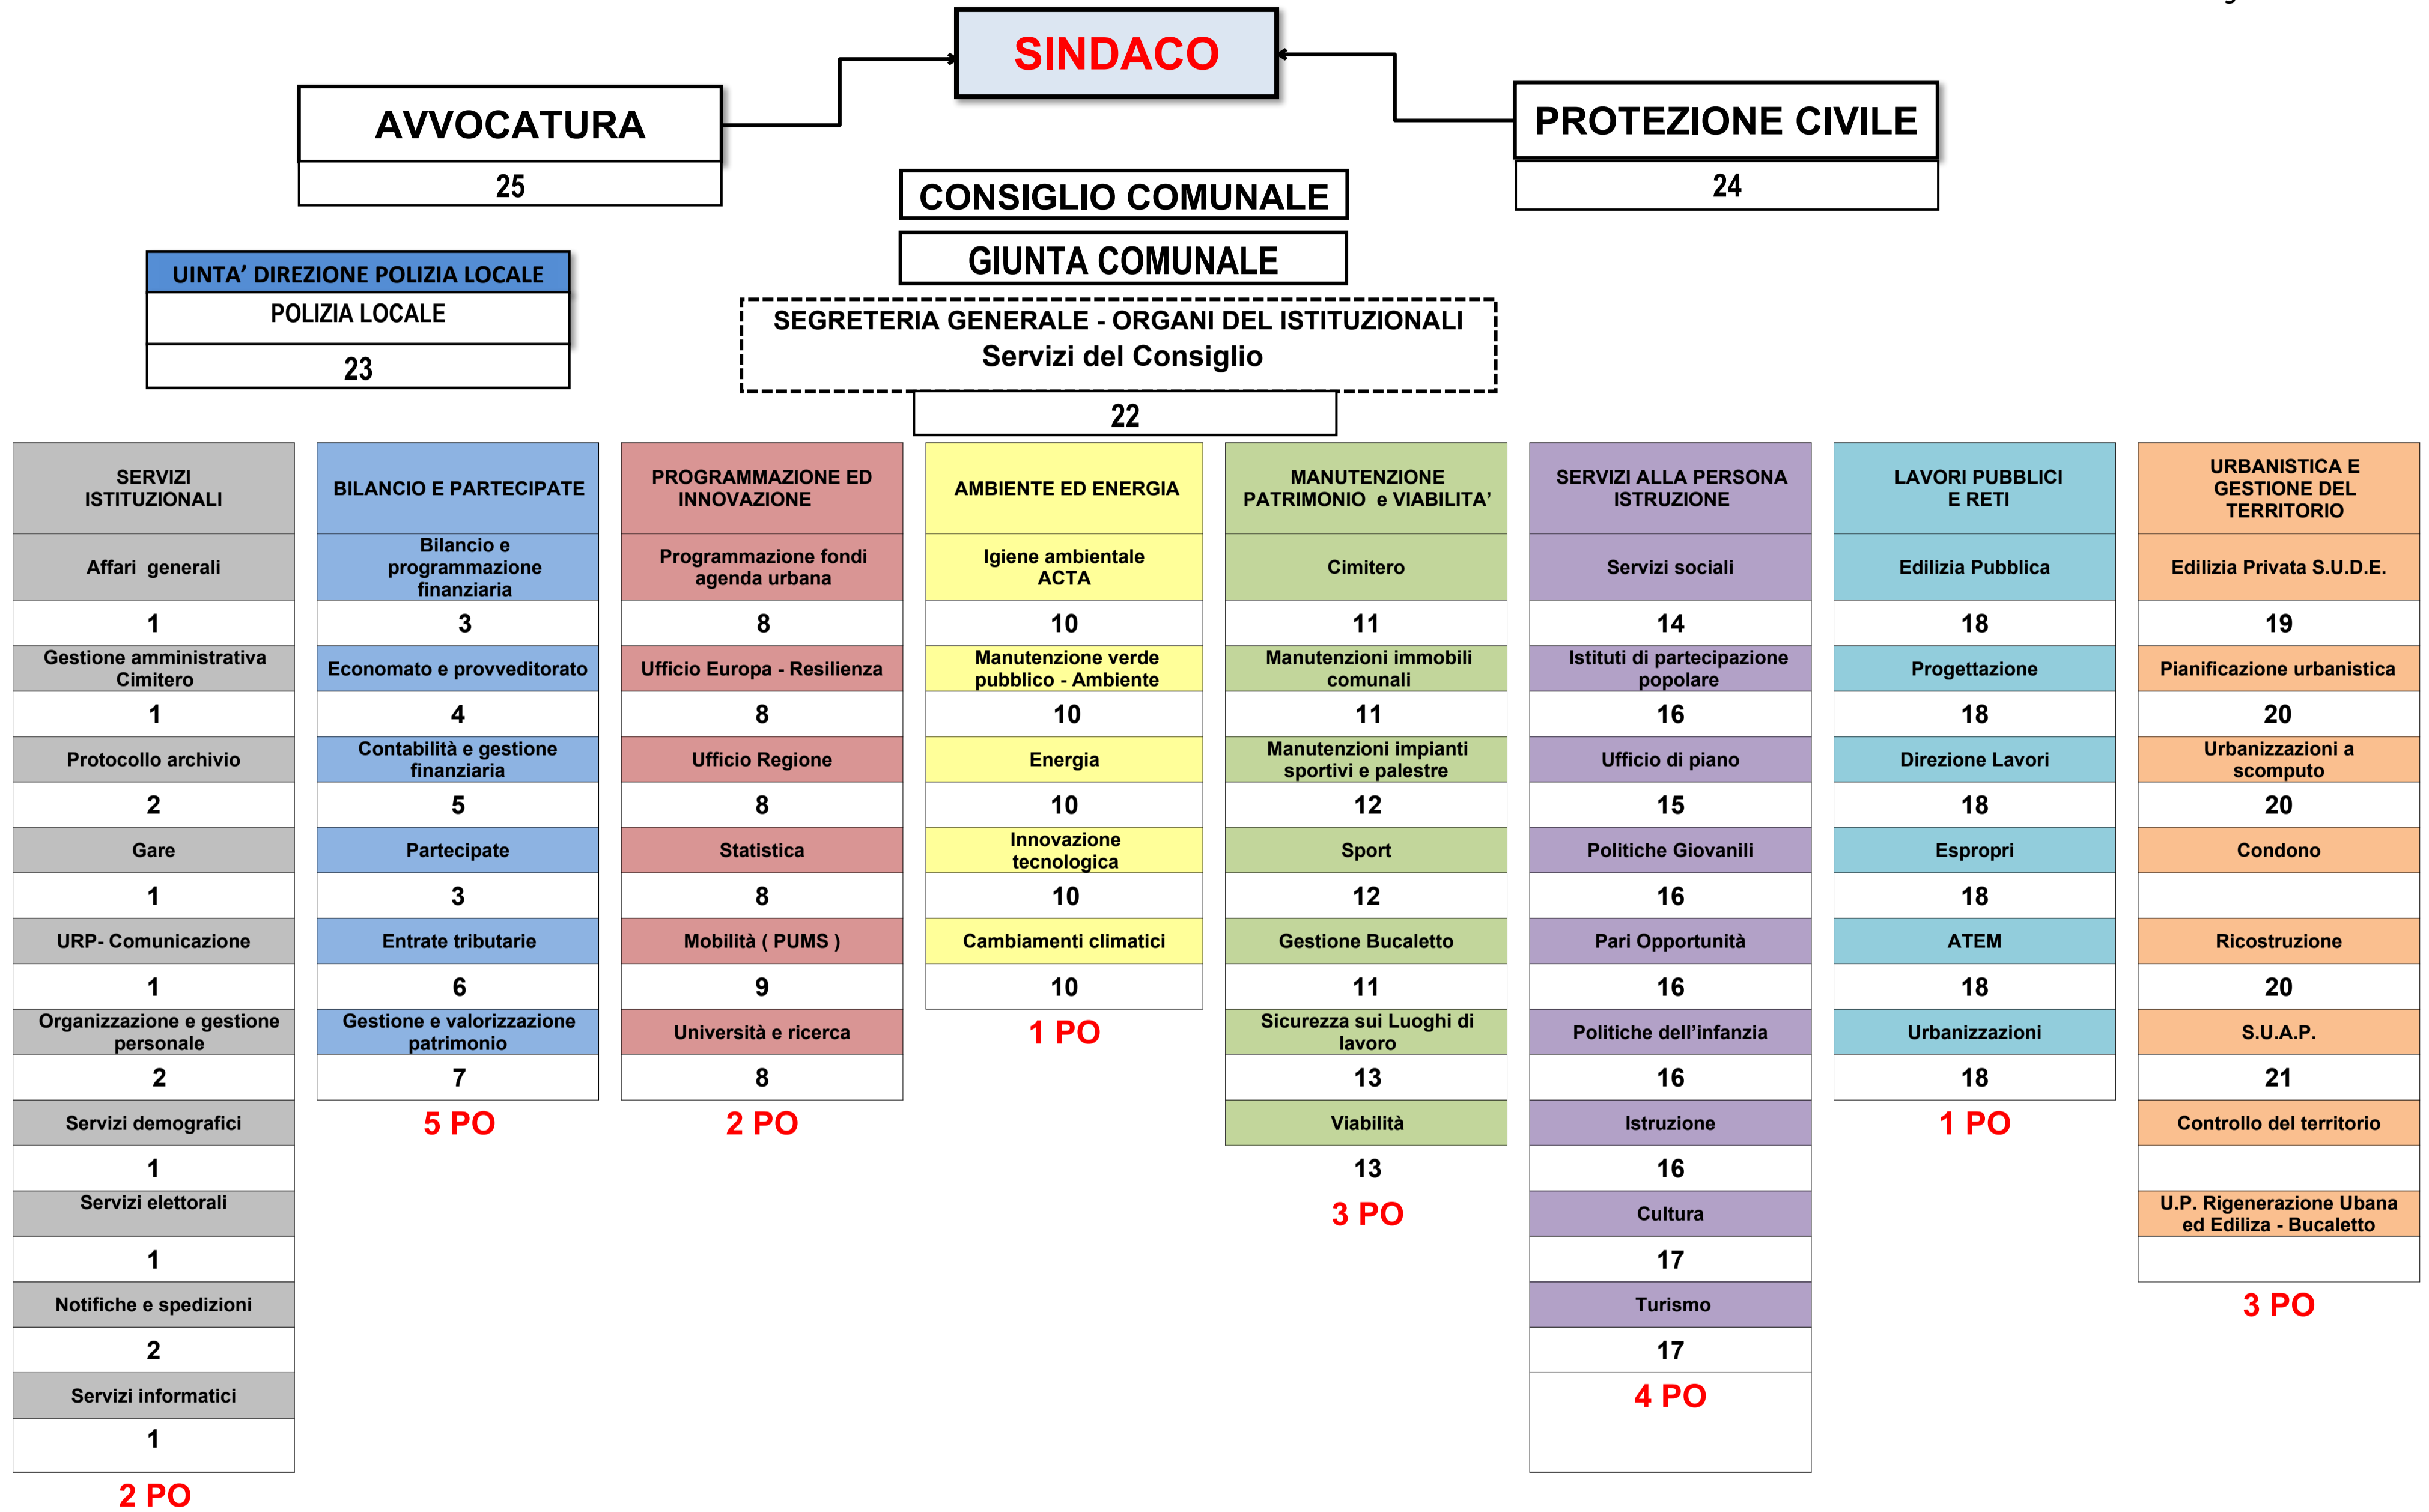 SINDACO
AVVOCATURA
25
PROTEZIONE CIVILE
24
CONSIGLIO COMUNALE
GIUNTA COMUNALE
UINTA’ DIREZIONE POLIZIA LOCALE
POLIZIA LOCALE
23
SEGRETERIA GENERALE - ORGANI DEL ISTITUZIONALI
Servizi del Consiglio
22
SERVIZI
ISTITUZIONALI
Affari generali
1
Gestione amministrativa
Cimitero
1
Protocollo archivio
2
Gare
1
URP- Comunicazione
1
Organizzazione e gestione
personale
2
Servizi demografici
1
Servizi elettorali
1
Notifiche e spedizioni
2
Servizi informatici
1
2 PO
BILANCIO E PARTECIPATE
Bilancio e
programmazione
finanziaria
3
Economato e provveditorato
4
Contabilità e gestione
finanziaria
5
Partecipate
3
Entrate tributarie
6
Gestione e valorizzazione
patrimonio
7
5 PO
PROGRAMMAZIONE ED
INNOVAZIONE
Programmazione fondi
agenda urbana
8
Ufficio Europa - Resilienza
8
Ufficio Regione
8
Statistica
8
Mobilità ( PUMS )
9
Università e ricerca
8
2 PO
AMBIENTE ED ENERGIA
Igiene ambientale
ACTA
10
Manutenzione verde
pubblico - Ambiente
10
Energia
10
Innovazione
tecnologica
10
Cambiamenti climatici
10
1 PO
MANUTENZIONE
PATRIMONIO e VIABILITA’
Cimitero
11
Manutenzioni immobili
comunali
11
Manutenzioni impianti
sportivi e palestre
12
Sport
12
Gestione Bucaletto
11
Sicurezza sui Luoghi di
lavoro
13
Viabilità
13
3 PO
SERVIZI ALLA PERSONA
ISTRUZIONE
Servizi sociali
14
Istituti di partecipazione
popolare
16
Ufficio di piano
15
Politiche Giovanili
16
Pari Opportunità
16
Politiche dell’infanzia
16
Istruzione
16
Cultura
17
Turismo
17
4 PO
LAVORI PUBBLICI
E RETI
Edilizia Pubblica
18
Progettazione
18
Direzione Lavori
18
Espropri
18
ATEM
18
Urbanizzazioni
18
1 PO
URBANISTICA E
GESTIONE DEL
TERRITORIO
Edilizia Privata S.U.D.E.
19
Pianificazione urbanistica
20
Urbanizzazioni a
scomputo
20
Condono
Ricostruzione
20
S.U.A.P.
21
Controllo del territorio
U.P. Rigenerazione Ubana
ed Ediliza - Bucaletto
3 PO